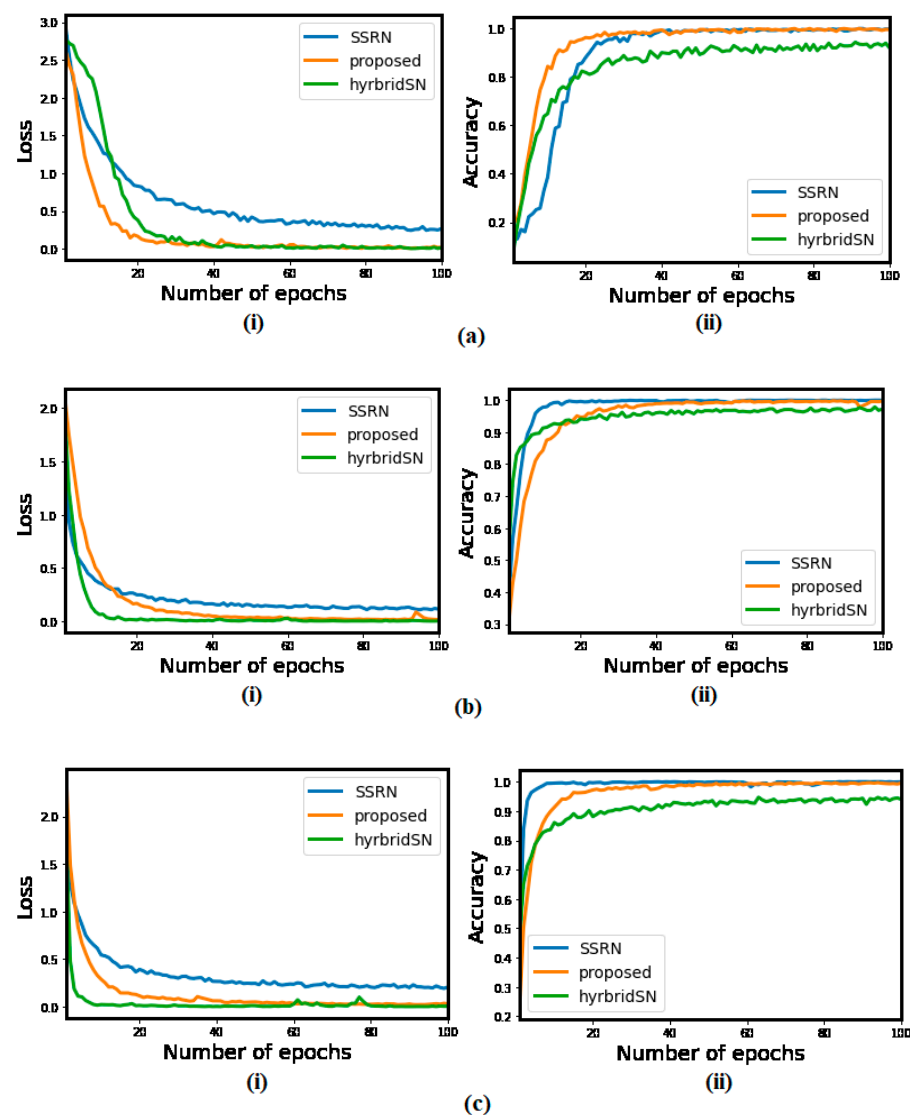 3.0
2.5
2.0
1.5
1.0
0.5
0.0
Loss
SSRN
proposed
hyrbridSN
20
40
60
80
100
Number of epochs
(i)
1.0
0.8
0.6
0.4
0.2
Accuracy
SSRN
proposed
hyrbridSN
20
40
60
80
100
Number of epochs
(ii)
(a)
2.0
1.5
1.0
0.5
0.0
Loss
SSRN
proposed
hyrbridSN
20
40
60
80
100
Number of epochs
(i)
1.0
0.9
0.8
0.7
0.6
0.5
0.4
0.3
Accuracy
SSRN
proposed
hyrbridSN
20
40
60
80
100
Number of epochs
(ii)
(b)
2.0
1.5
1.0
0.5
0.0
Loss
SSRN
proposed
hyrbridSN
20
40
60
80
100
Number of epochs
(i)
1.0
0.9
0.8
0.7
0.6
0.5
0.4
0.3
0.2
Accuracy
SSRN
proposed
hyrbridSN
20
40
60
80
100
Number of epochs
(ii)
(c)